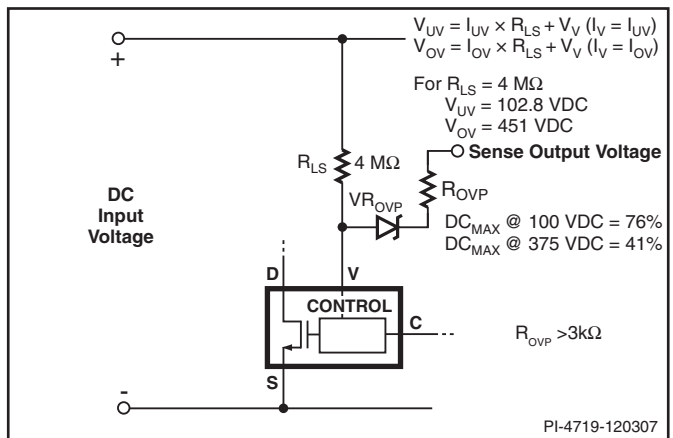 V_UV = I_UV × R_LS + V_V (I_V = I_UV)
V_OV = I_OV × R_LS + V_V (I_V = I_OV)
For R_LS = 4 MΩ
V_UV = 102.8 VDC
V_OV = 451 VDC
+
Sense Output Voltage
R_LS
4 MΩ
R_OVP
VR_OVP
DC
Input
Voltage
DC_MAX @ 100 VDC = 76%
DC_MAX @ 375 VDC = 41%
D
V
CONTROL
C
R_OVP >3kΩ
S
-
PI-4719-120307